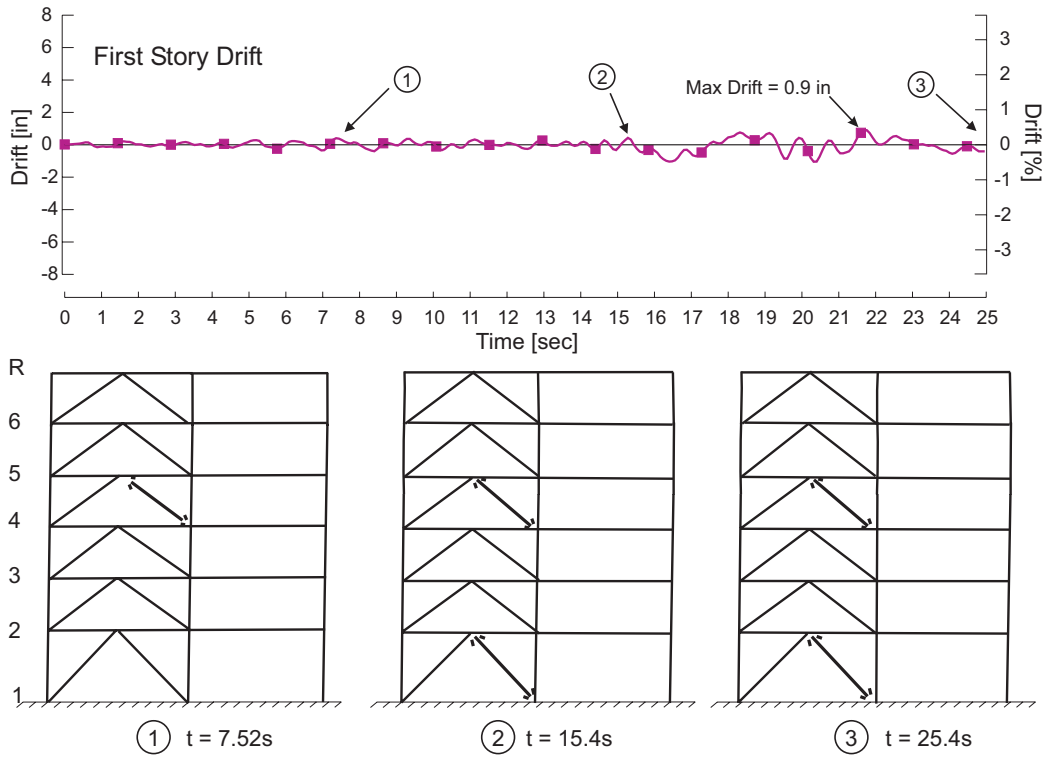 First Story Drift
Drift [in]
8
6
4
2
0
-2
-4
-6
-8
1
2
Max Drift = 0.9 in
3
3
2
1
0
-1
-2
-3
Drift [%]
0 1 2 3 4 5 6 7 8 9 10 11 12 13 14 15 16 17 18 19 20 21 22 23 24 25
Time [sec]
R
6
5
4
3
2
1
1 t = 7.52s
2 t = 15.4s
3 t = 25.4s